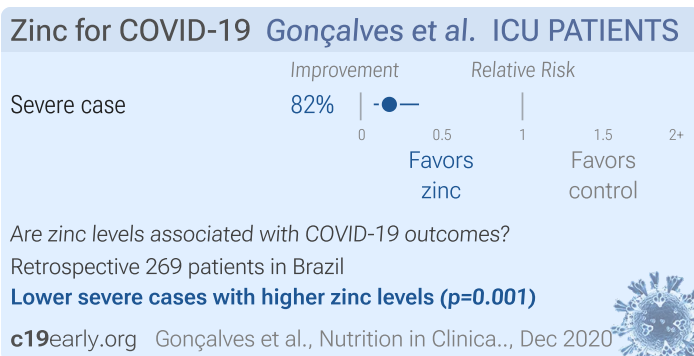 Zinc for COVID-19 Gonçalves et al. ICU PATIENTS
Improvement Relative Risk
Severe case 82%
0 0.5 1 1.5 2+
Favors zinc
Favors control
Are zinc levels associated with COVID-19 outcomes?
Retrospective 269 patients in Brazil
Lower severe cases with higher zinc levels (p=0.001)
c19early.org Gonçalves et al., Nutrition in Clinica.., Dec 2020